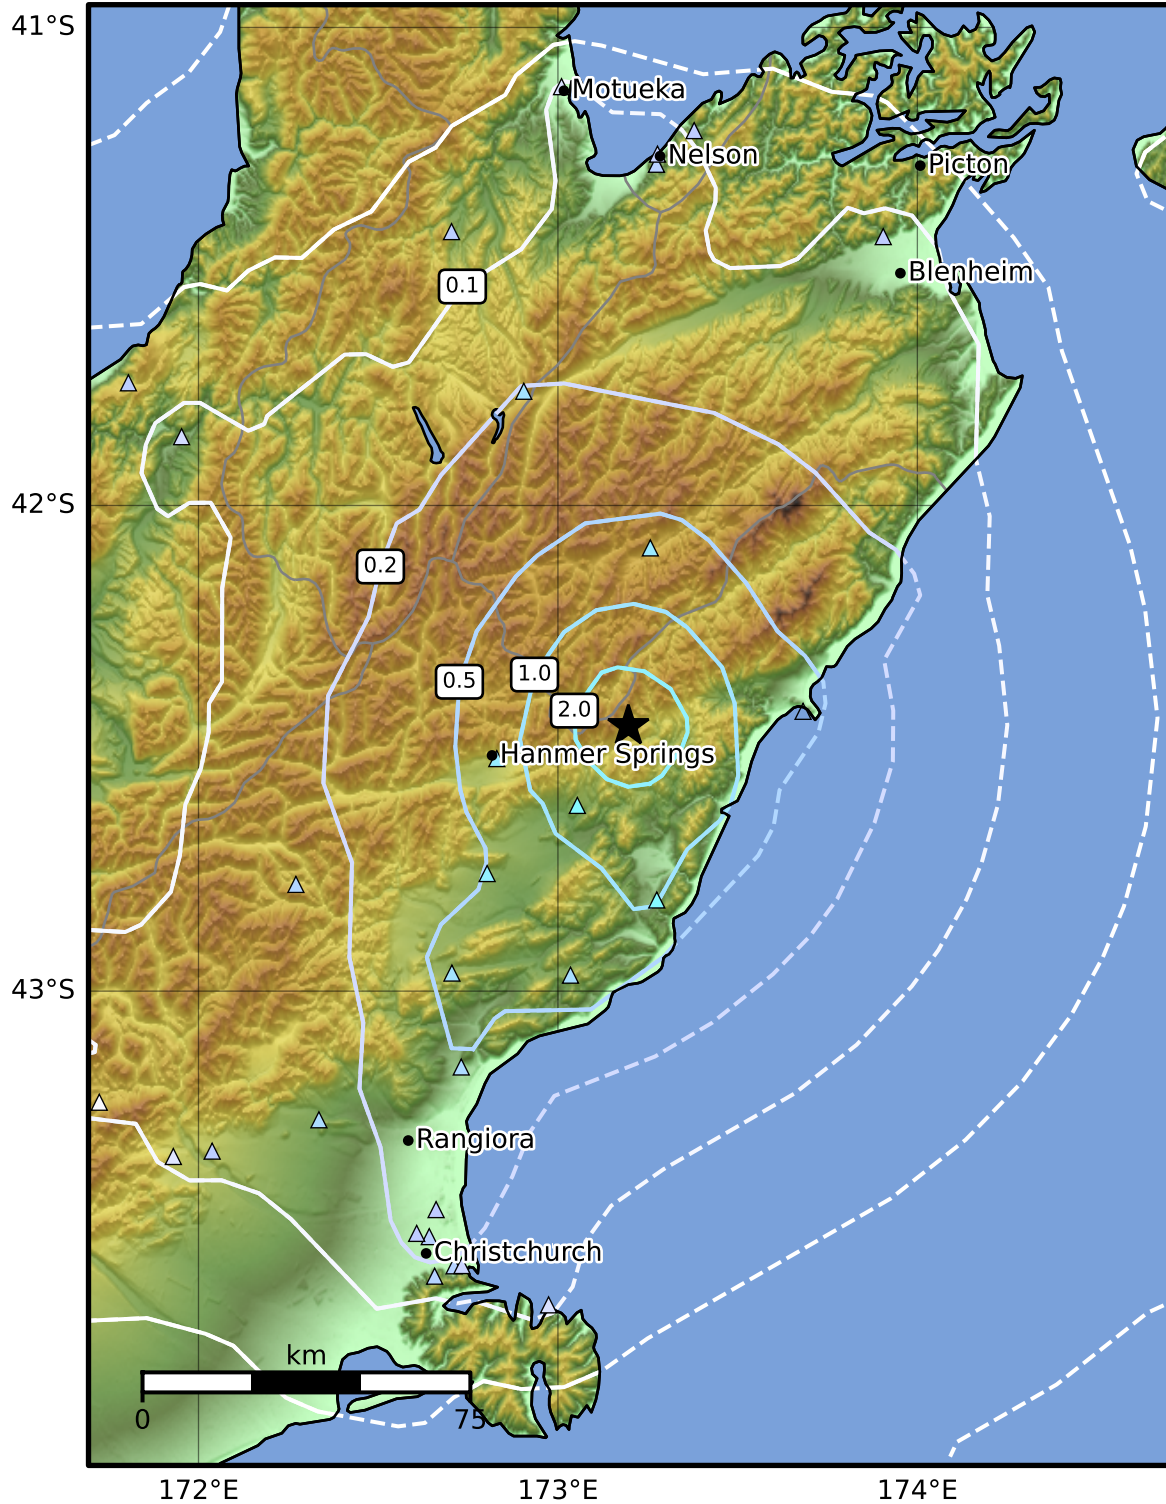 41°S
Motueka
Nelson
Picton
Blenheim
0.1
42°S
0.2
0.5
1.0
2.0
Hanmer Springs
43°S
Rangiora
Christchurch
km
0
75
172°E
173°E
174°E